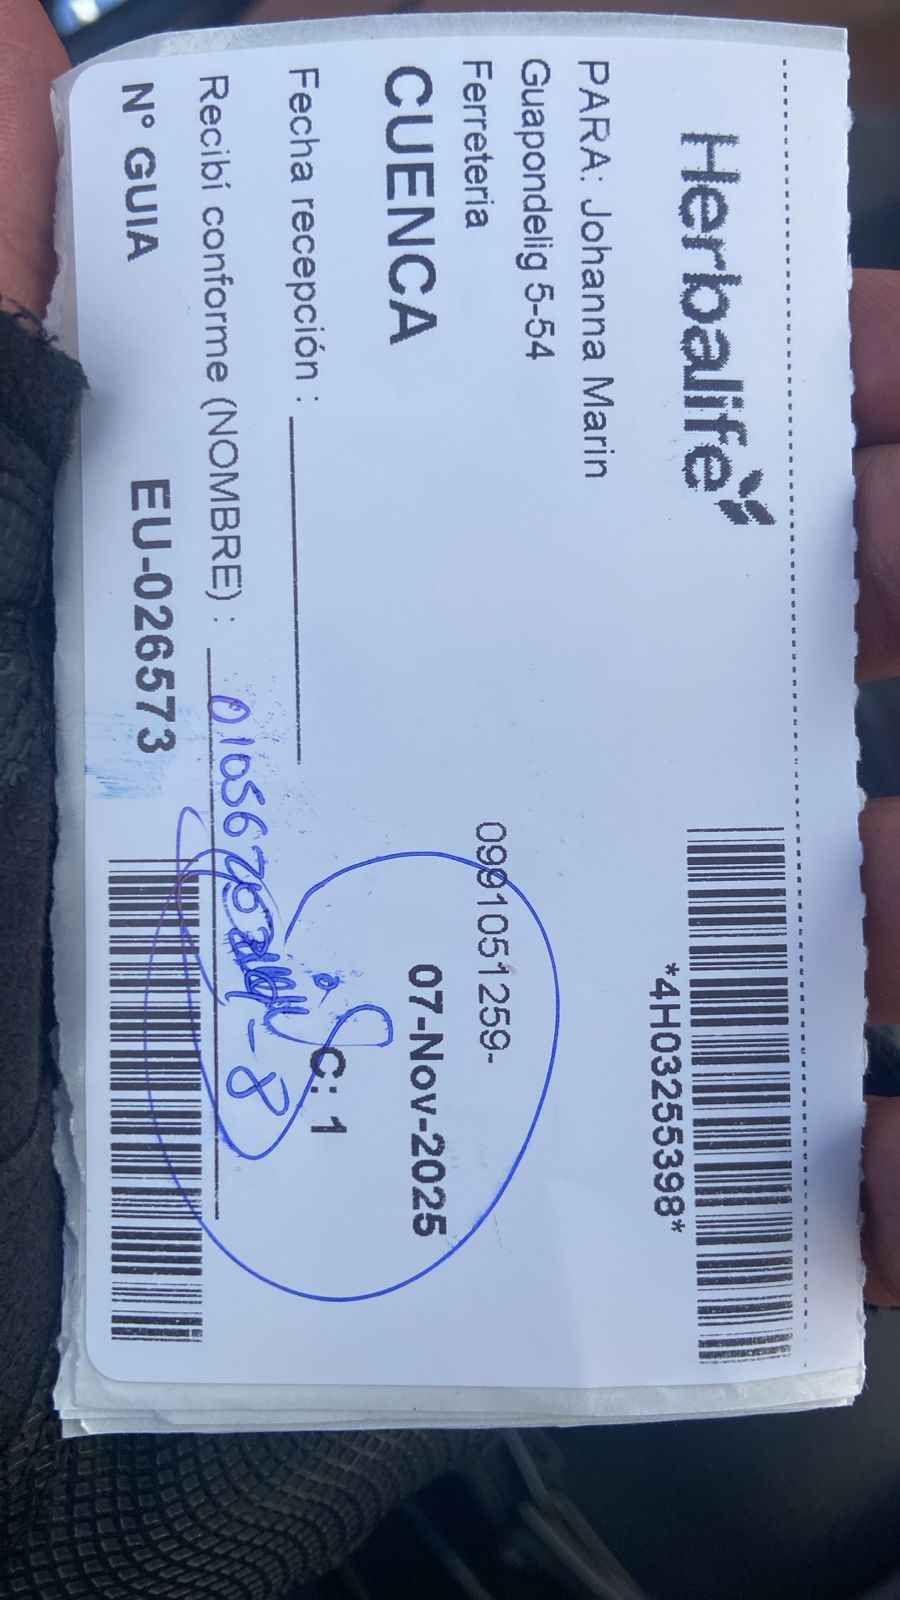 Herbalife
*4H03255398*
PARA: Johanna Marin
Guapondelig 5-54
Ferreteria
0991051259-
CUENCA
07-Nov-2025
Fecha recepción :
C: 1
Recibí conforme (NOMBRE) :
N° GUIA
EU-026573